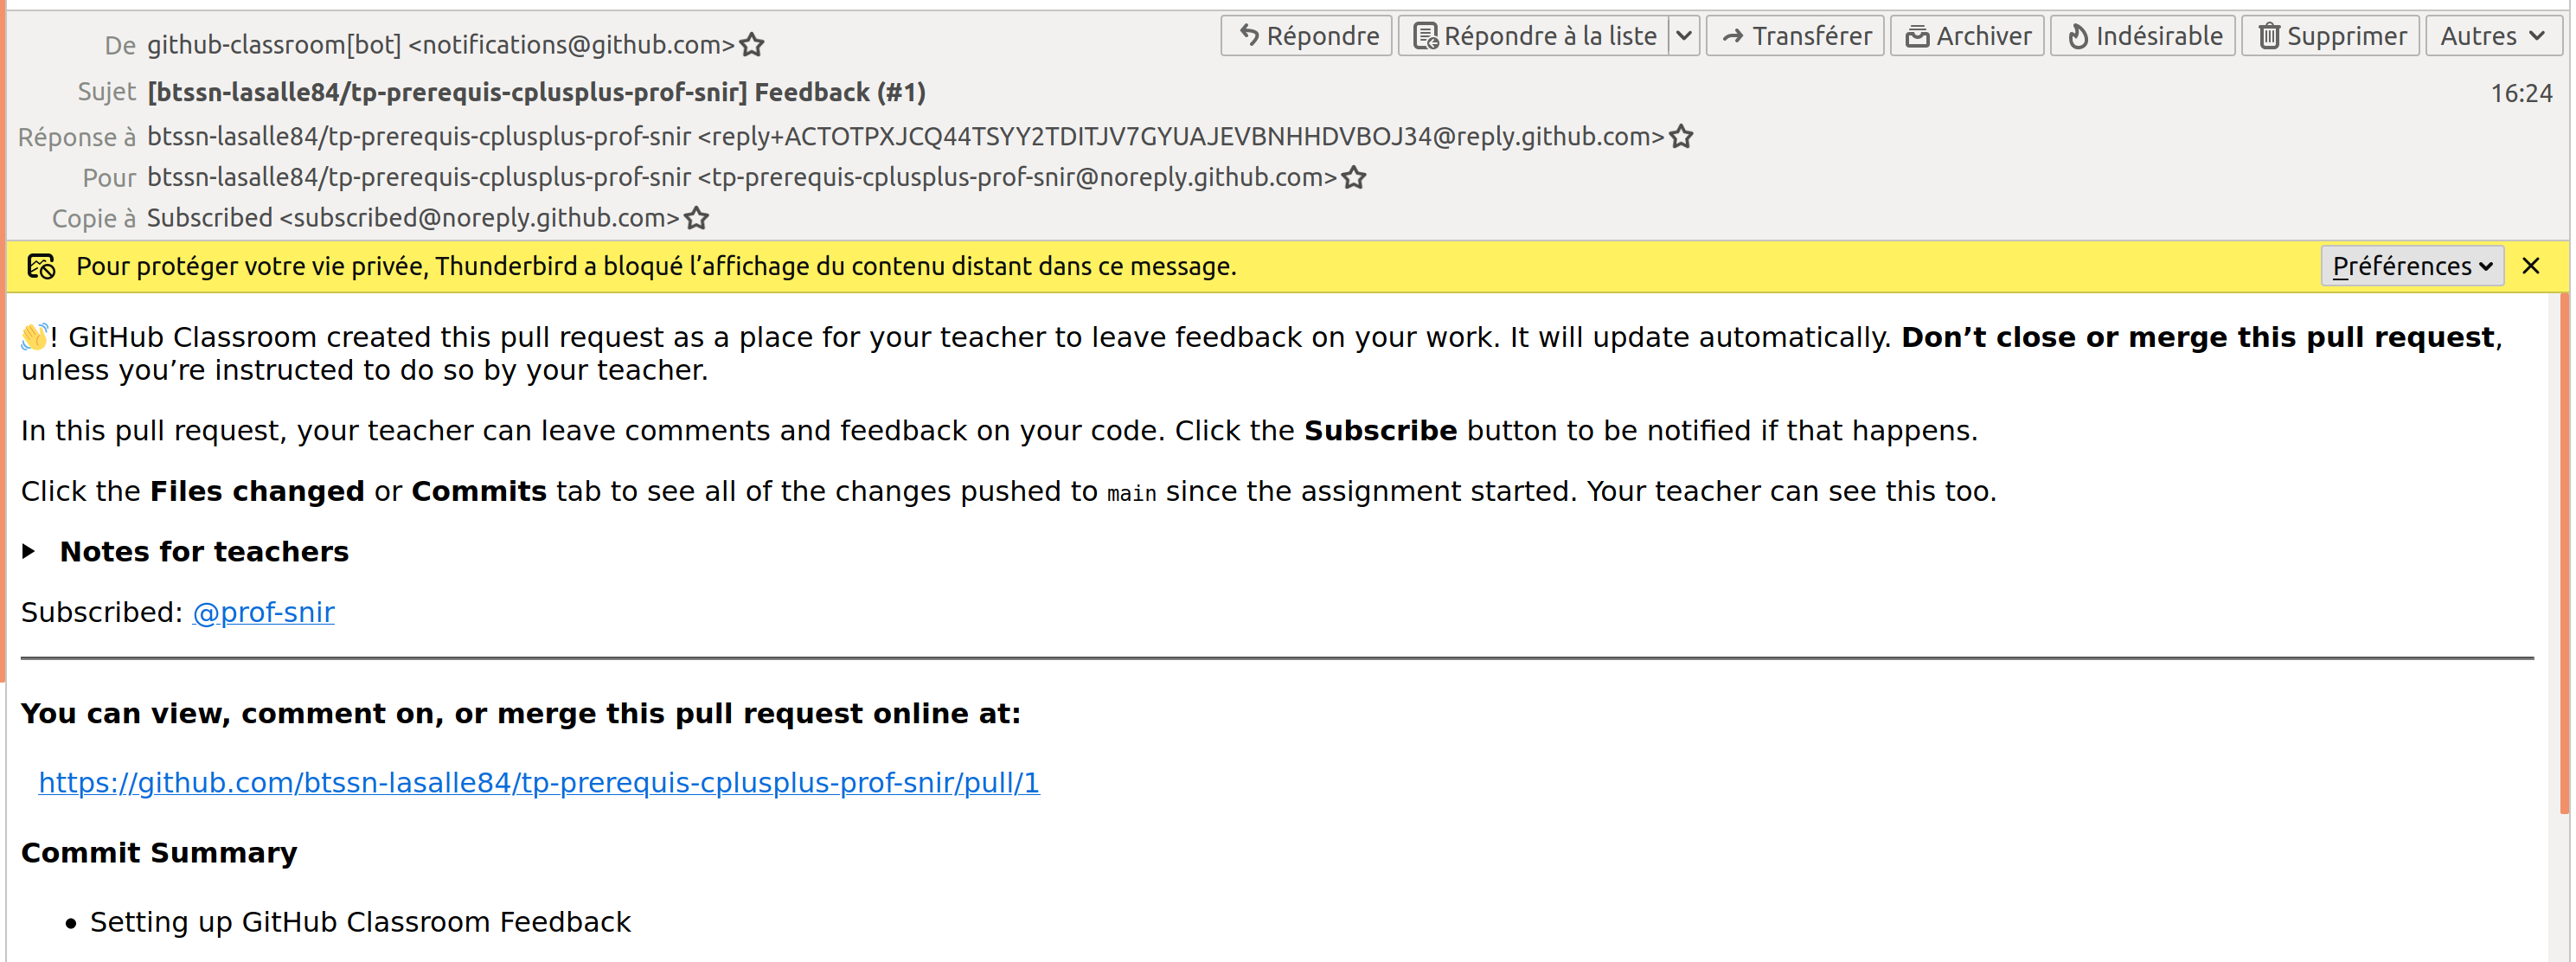 De github-classroom[bot] <notifications@github.com>
Répondre Répondre à la liste Transférer Archiver Indésirable Supprimer Autres
Sujet [btssn-lasalle84/tp-prerequis-cplusplus-prof-snir] Feedback (#1)
16:24
Réponse à btssn-lasalle84/tp-prerequis-cplusplus-prof-snir <reply+ACTOTPXJCQ44TSYY2TDITJV7GYUAJEVBNHHDVBOJ34@reply.github.com>
Pour btssn-lasalle84/tp-prerequis-cplusplus-prof-snir <tp-prerequis-cplusplus-prof-snir@noreply.github.com>
Copie à Subscribed <subscribed@noreply.github.com>
Pour protéger votre vie privée, Thunderbird a bloqué l’affichage du contenu distant dans ce message.
Préférences
👋! GitHub Classroom created this pull request as a place for your teacher to leave feedback on your work. It will update automatically. Don’t close or merge this pull request,
unless you’re instructed to do so by your teacher.
In this pull request, your teacher can leave comments and feedback on your code. Click the Subscribe button to be notified if that happens.
Click the Files changed or Commits tab to see all of the changes pushed to main since the assignment started. Your teacher can see this too.
Notes for teachers
Subscribed: @prof-snir
You can view, comment on, or merge this pull request online at:
https://github.com/btssn-lasalle84/tp-prerequis-cplusplus-prof-snir/pull/1
Commit Summary
• Setting up GitHub Classroom Feedback